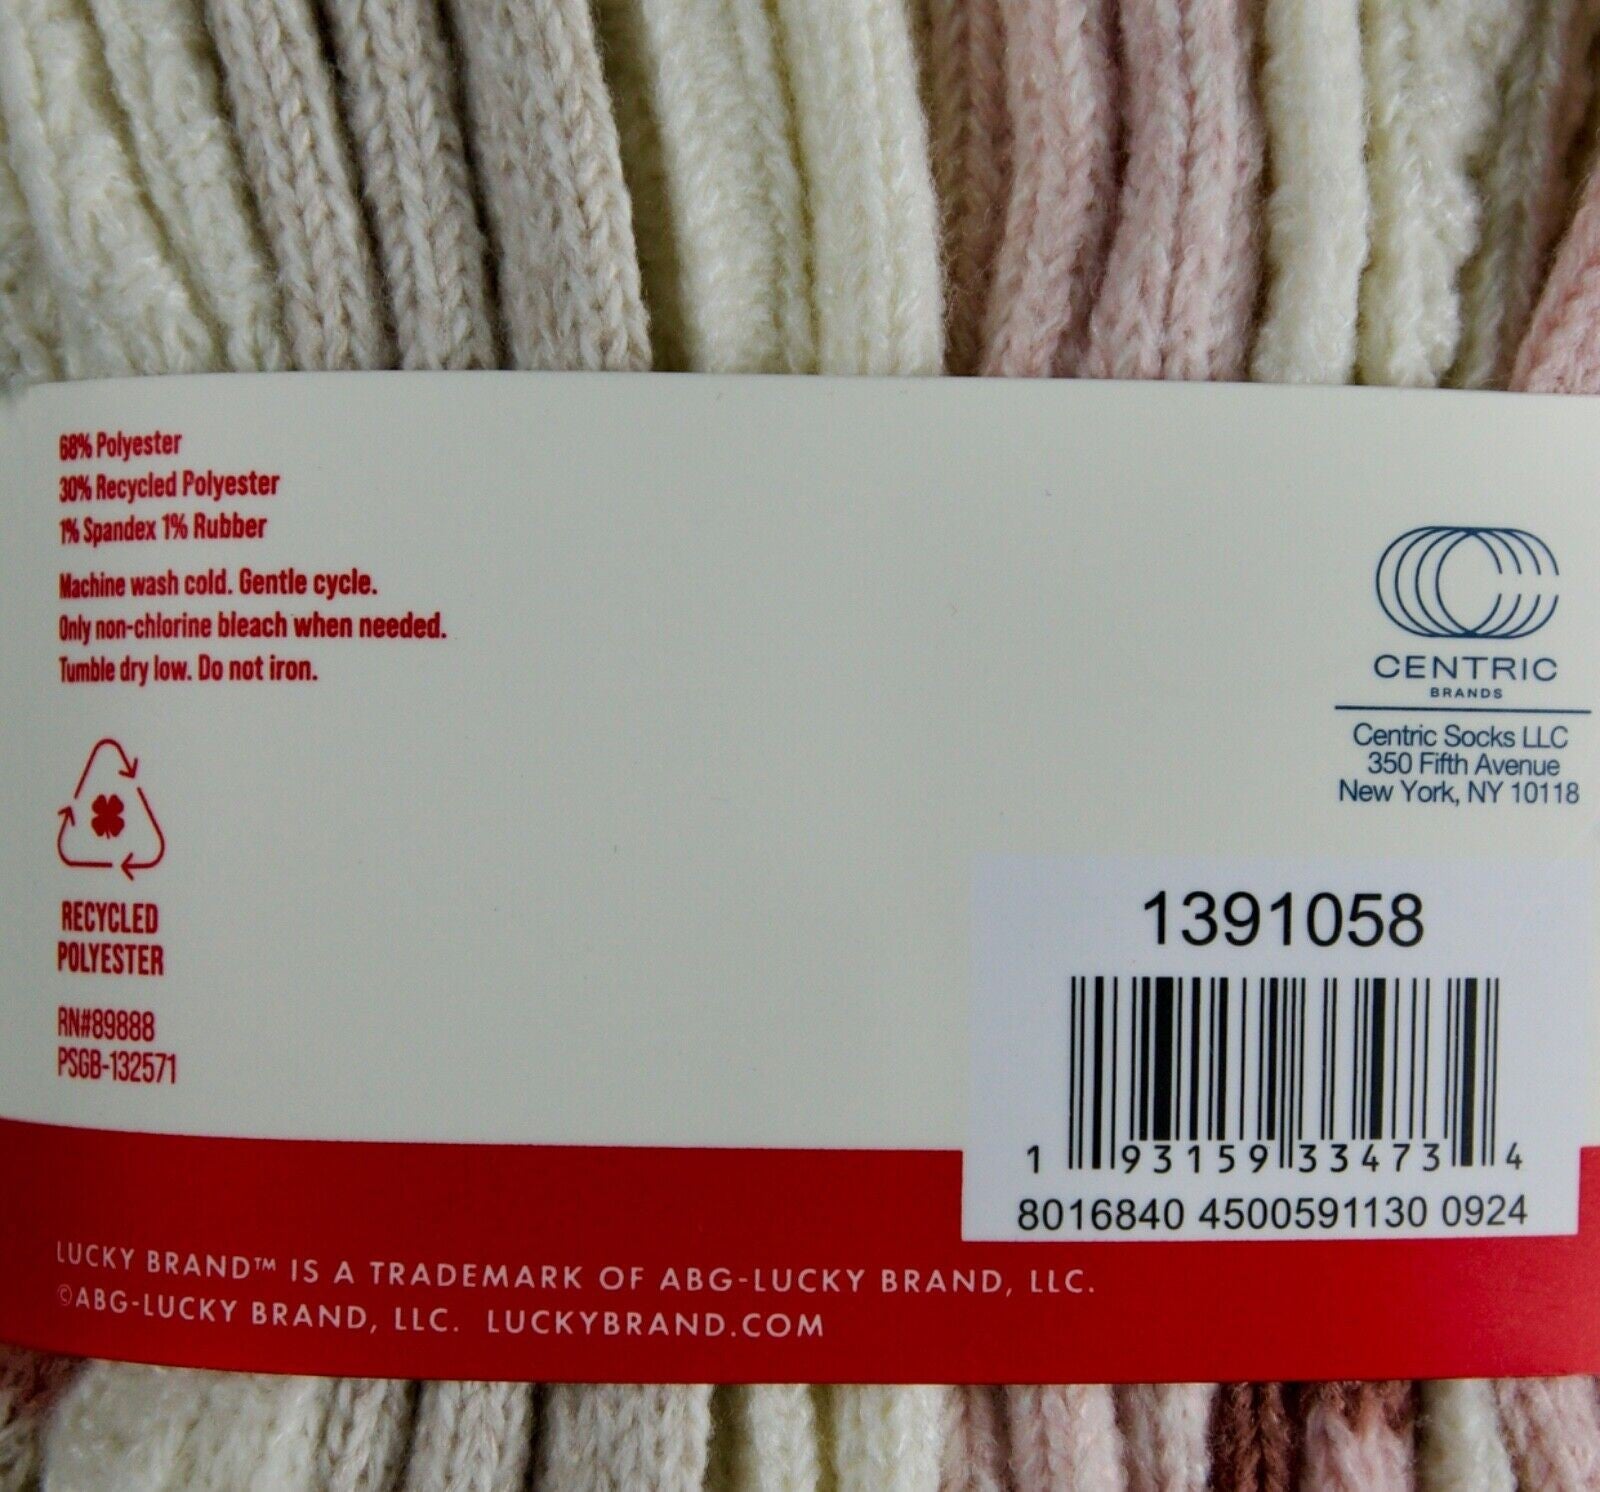 68% Polyester
30% Recycled Polyester
1% Spandex 1% Rubber
Machine wash cold. Gentle cycle.
Only non-chlorine bleach when needed.
Tumble dry low. Do not iron.
RECYCLED
POLYESTER
RN#89888
PSGB-132571
CENTRIC
BRANDS
Centric Socks LLC
350 Fifth Avenue
New York, NY 10118
1391058
1 93159 33473 4
8016840 4500591130 0924
LUCKY BRAND™ IS A TRADEMARK OF ABG-LUCKY BRAND, LLC.
©ABG-LUCKY BRAND, LLC. LUCKYBRAND.COM